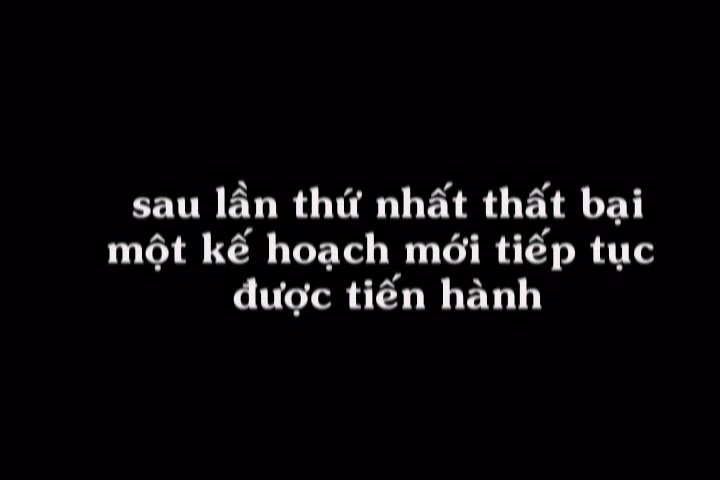 sau lần thứ nhất thất bại
một kế hoạch mới tiếp tục
được tiến hành